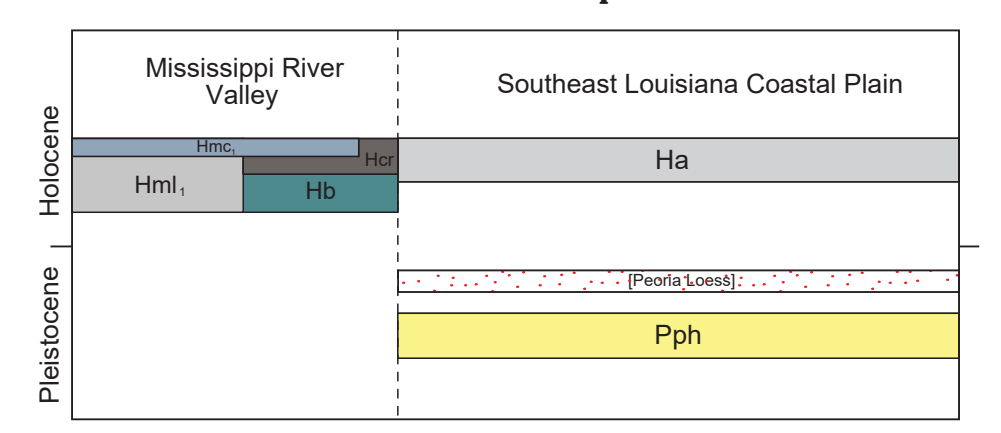 Mississippi River
Valley
Southeast Louisiana Coastal Plain
Holocene
Hmc₁
Hcr
Ha
Hml₁
Hb
Pleistocene
[Peoria Loess]
Pph